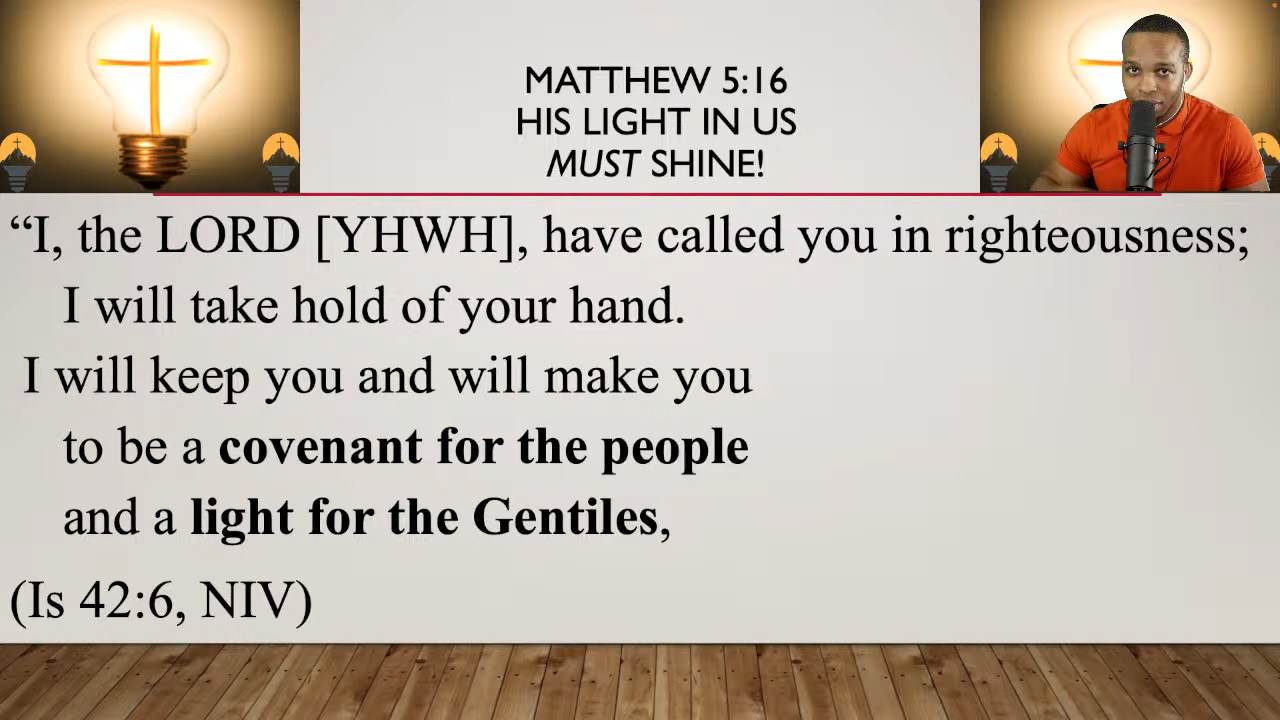 MATTHEW 5:16
HIS LIGHT IN US
MUST SHINE!
“I, the LORD [YHWH], have called you in righteousness;
I will take hold of your hand.
I will keep you and will make you
to be a covenant for the people
and a light for the Gentiles,
(Is 42:6, NIV)